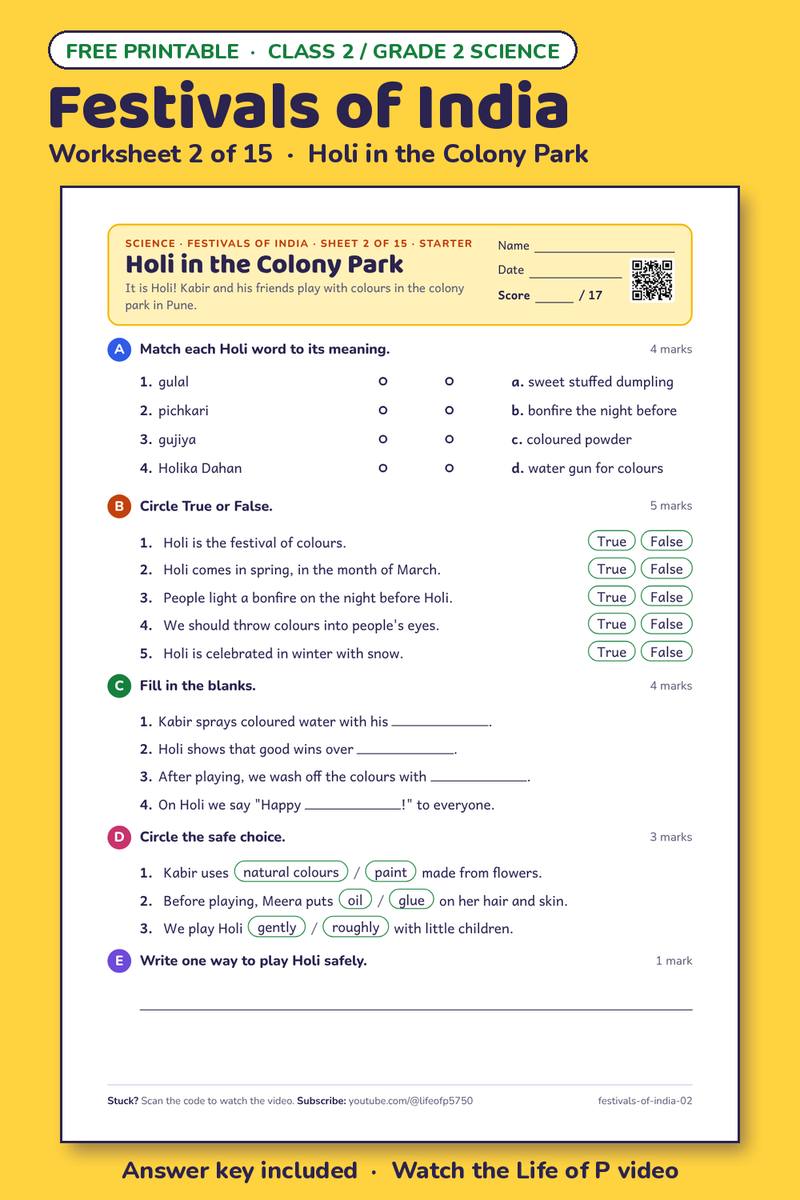 FREE PRINTABLE · CLASS 2 / GRADE 2 SCIENCE
Festivals of India
Worksheet 2 of 15 · Holi in the Colony Park
SCIENCE · FESTIVALS OF INDIA · SHEET 2 OF 15 · STARTER
Holi in the Colony Park
It is Holi! Kabir and his friends play with colours in the colony
park in Pune.
Name ____________________
Date ______________
Score ______ / 17
A Match each Holi word to its meaning. 4 marks
1. gulal a. sweet stuffed dumpling
2. pichkari b. bonfire the night before
3. gujiya c. coloured powder
4. Holika Dahan d. water gun for colours
B Circle True or False. 5 marks
1. Holi is the festival of colours. True False
2. Holi comes in spring, in the month of March. True False
3. People light a bonfire on the night before Holi. True False
4. We should throw colours into people's eyes. True False
5. Holi is celebrated in winter with snow. True False
C Fill in the blanks. 4 marks
1. Kabir sprays coloured water with his ______________.
2. Holi shows that good wins over ______________.
3. After playing, we wash off the colours with ______________.
4. On Holi we say "Happy ______________!" to everyone.
D Circle the safe choice. 3 marks
1. Kabir uses natural colours / paint made from flowers.
2. Before playing, Meera puts oil / glue on her hair and skin.
3. We play Holi gently / roughly with little children.
E Write one way to play Holi safely. 1 mark
Stuck? Scan the code to watch the video. Subscribe: youtube.com/@lifeofp5750 festivals-of-india-02
Answer key included · Watch the Life of P video